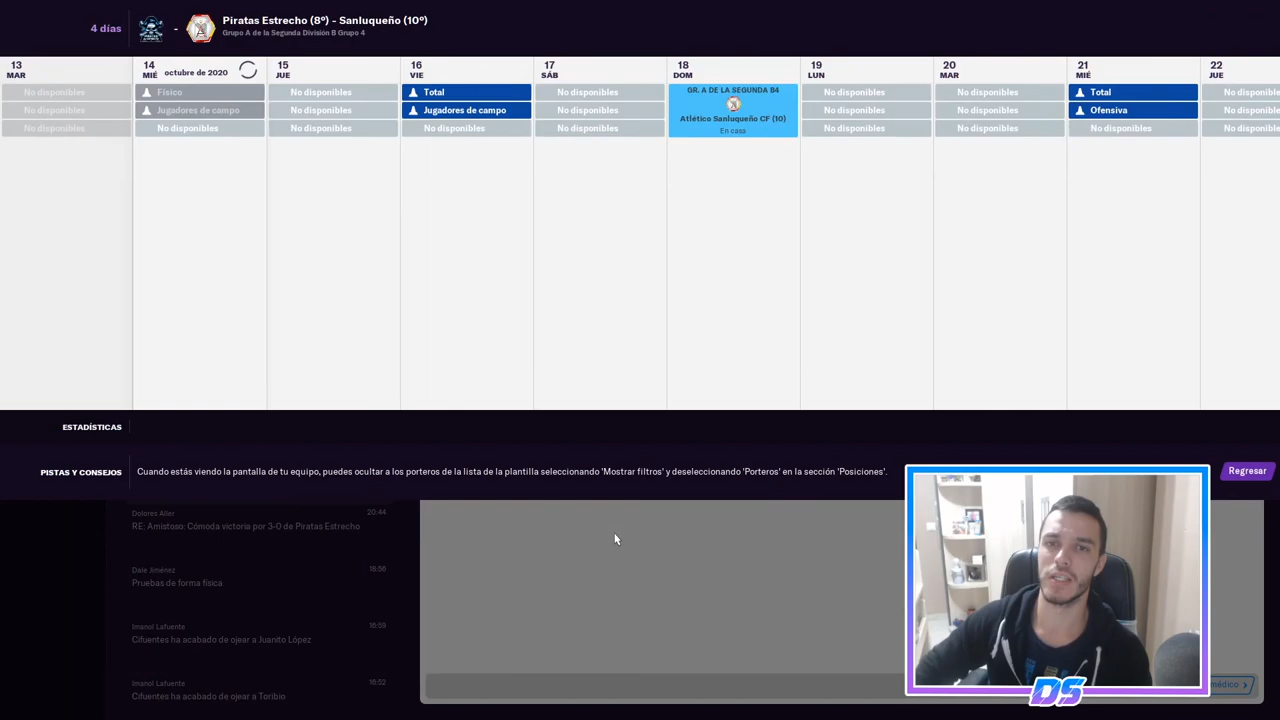 4 días
-
Piratas Estrecho (8º) - Sanluqueño (10º)
Grupo A de la Segunda División B Grupo 4
13 MAR
14 MIÉ octubre de 2020
15 JUE
16 VIE
17 SÁB
18 DOM
19 LUN
20 MAR
21 MIÉ
22 JUE
No disponibles
No disponibles
No disponibles
Físico
Jugadores de campo
No disponibles
No disponibles
No disponibles
No disponibles
Total
Jugadores de campo
No disponibles
No disponibles
No disponibles
No disponibles
GR. A DE LA SEGUNDA B4
Atlético Sanluqueño CF (10)
En casa
No disponibles
No disponibles
No disponibles
No disponibles
No disponibles
No disponibles
Total
Ofensiva
No disponibles
No disponibles
No disponibles
No disponibles
ESTADÍSTICAS
PISTAS Y CONSEJOS
Cuando estás viendo la pantalla de tu equipo, puedes ocultar a los porteros de la lista de la plantilla seleccionando 'Mostrar filtros' y deseleccionando 'Porteros' en la sección 'Posiciones'.
Regresar
Dolores Aller 20:44
RE: Amistoso: Cómoda victoria por 3-0 de Piratas Estrecho
Dale Jiménez 18:56
Pruebas de forma física
Imanol Lafuente 16:59
Cifuentes ha acabado de ojear a Juanito López
Imanol Lafuente 16:52
Cifuentes ha acabado de ojear a Toribio
médico
DS